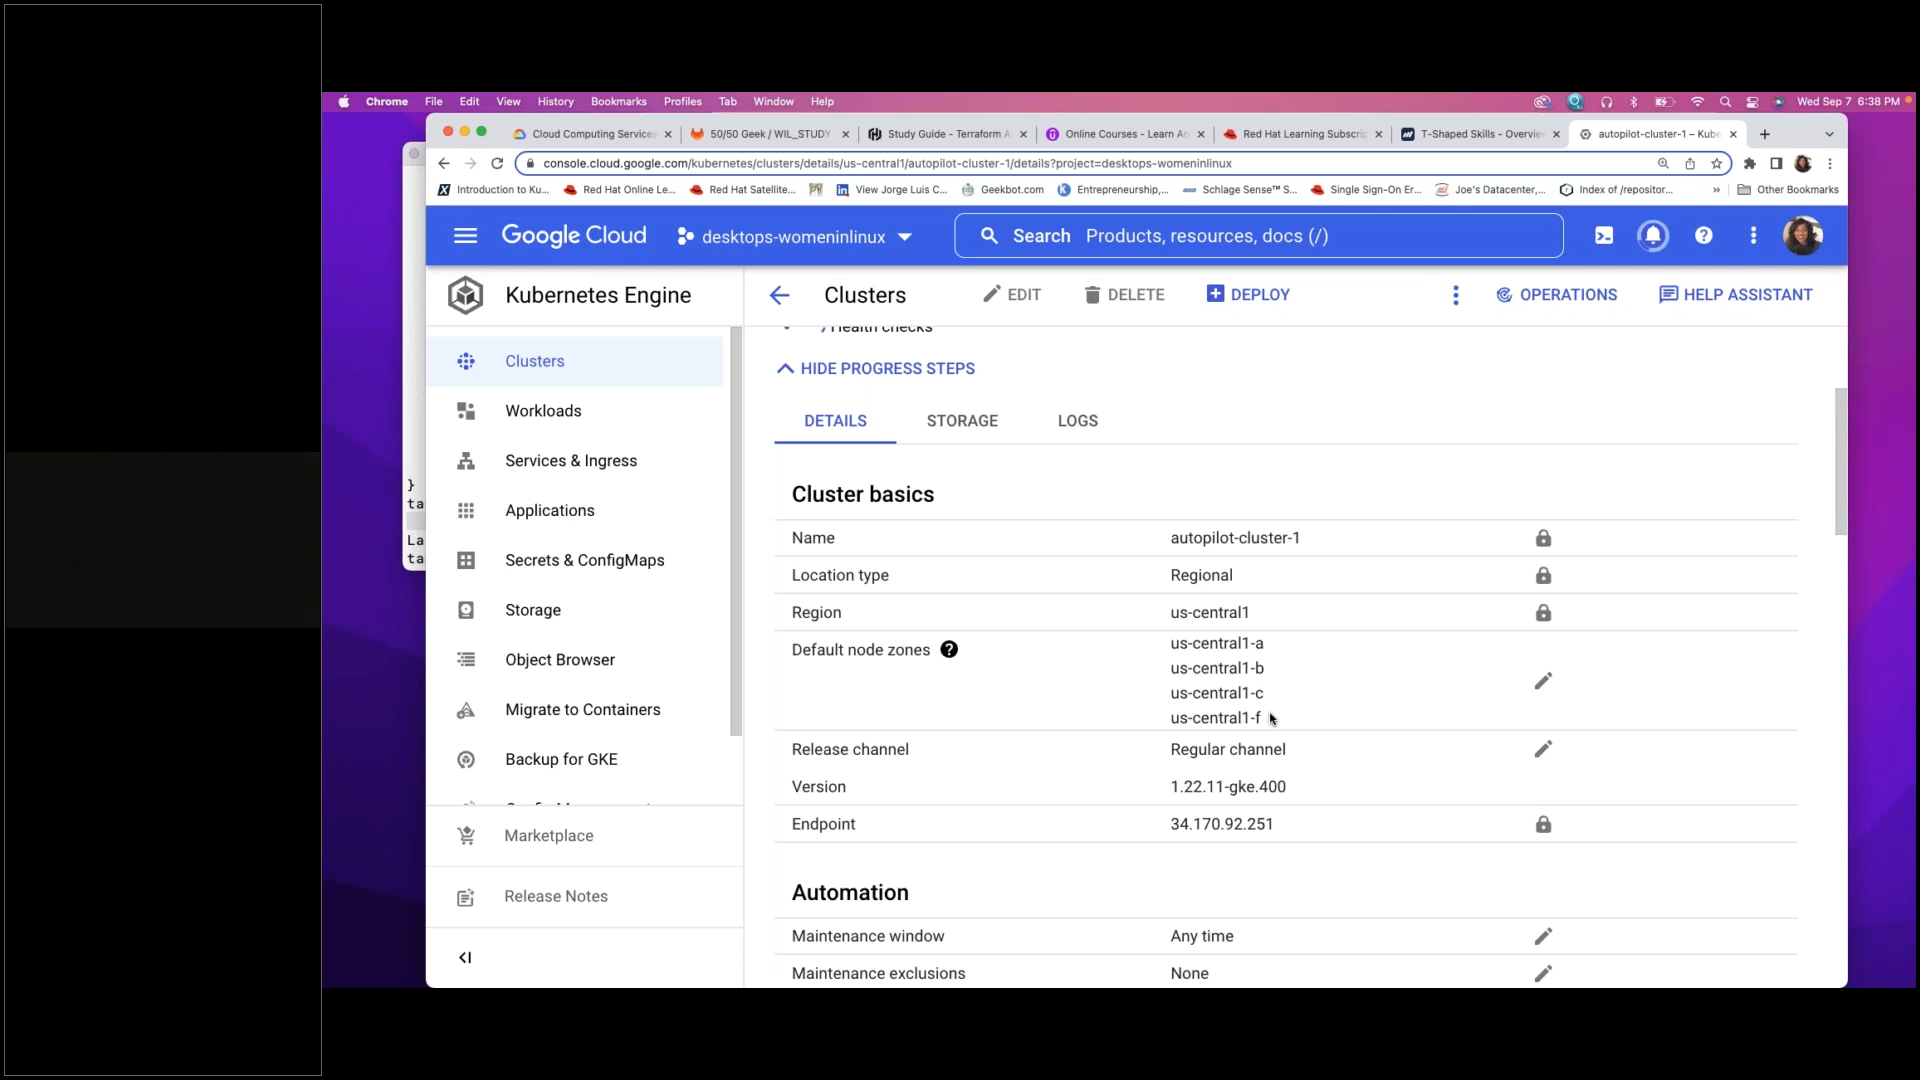 Chrome File Edit View History Bookmarks Profiles Tab Window Help Wed Sep 7 6:38 PM
Cloud Computing Services 50/50 Geek / WIL_STUDY Study Guide - Terraform A Online Courses - Learn An Red Hat Learning Subscrip T-Shaped Skills - Overvie autopilot-cluster-1 – Kube
console.cloud.google.com/kubernetes/clusters/details/us-central1/autopilot-cluster-1/details?project=desktops-womeninlinux
Introduction to Ku... Red Hat Online Le... Red Hat Satellite... View Jorge Luis C... Geekbot.com Entrepreneurship,... Schlage Sense™ S... Single Sign-On Er... Joe's Datacenter,... Index of /repositor... » Other Bookmarks
Google Cloud desktops-womeninlinux Search Products, resources, docs (/)
Kubernetes Engine
Clusters EDIT DELETE DEPLOY OPERATIONS HELP ASSISTANT
Clusters
Workloads
Services & Ingress
Applications
Secrets & ConfigMaps
Storage
Object Browser
Migrate to Containers
Backup for GKE
Marketplace
Release Notes
Health checks
HIDE PROGRESS STEPS
DETAILS STORAGE LOGS
Cluster basics
Name autopilot-cluster-1
Location type Regional
Region us-central1
Default node zones us-central1-a
us-central1-b
us-central1-c
us-central1-f
Release channel Regular channel
Version 1.22.11-gke.400
Endpoint 34.170.92.251
Automation
Maintenance window Any time
Maintenance exclusions None
}
ta
La
ta